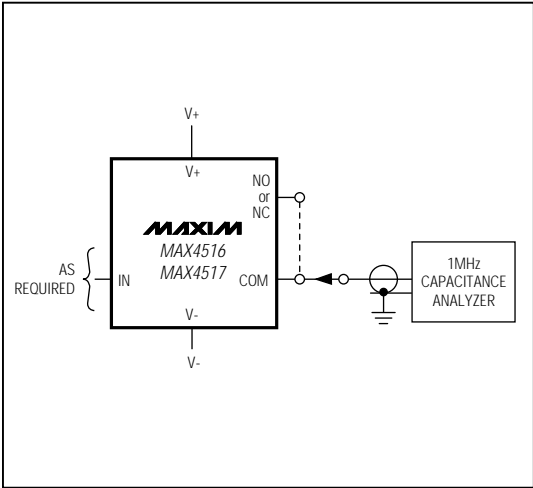 V+
V+
NO
or
NC
MAXIM
MAX4516
MAX4517
AS
REQUIRED
IN
COM
1MHz
CAPACITANCE
ANALYZER
V-
V-